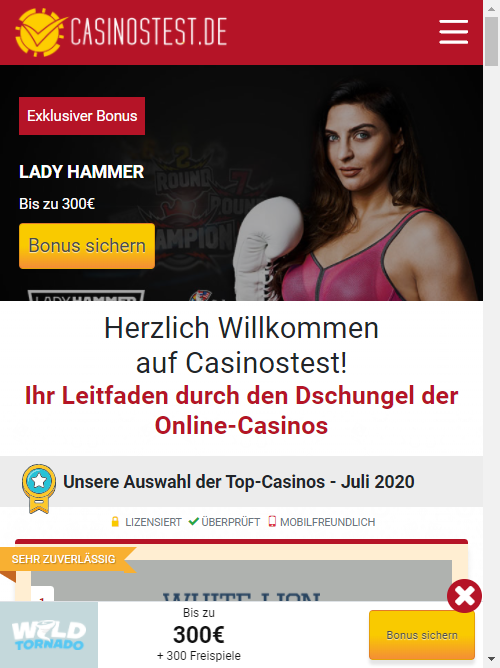 CASINOSTEST.DE
Exklusiver Bonus
LADY HAMMER
Bis zu 300€
Bonus sichern
ROUND
ROUND
CHAMPION
LADY HAMMER
Herzlich Willkommen
auf Casinostest!
Ihr Leitfaden durch den Dschungel der
Online-Casinos
Unsere Auswahl der Top-Casinos - Juli 2020
LIZENSIERT ÜBERPRÜFT MOBILFREUNDLICH
SEHR ZUVERLÄSSIG
1
WHITE LION
WILD
TORNADO
Bis zu
300€
+ 300 Freispiele
Bonus sichern